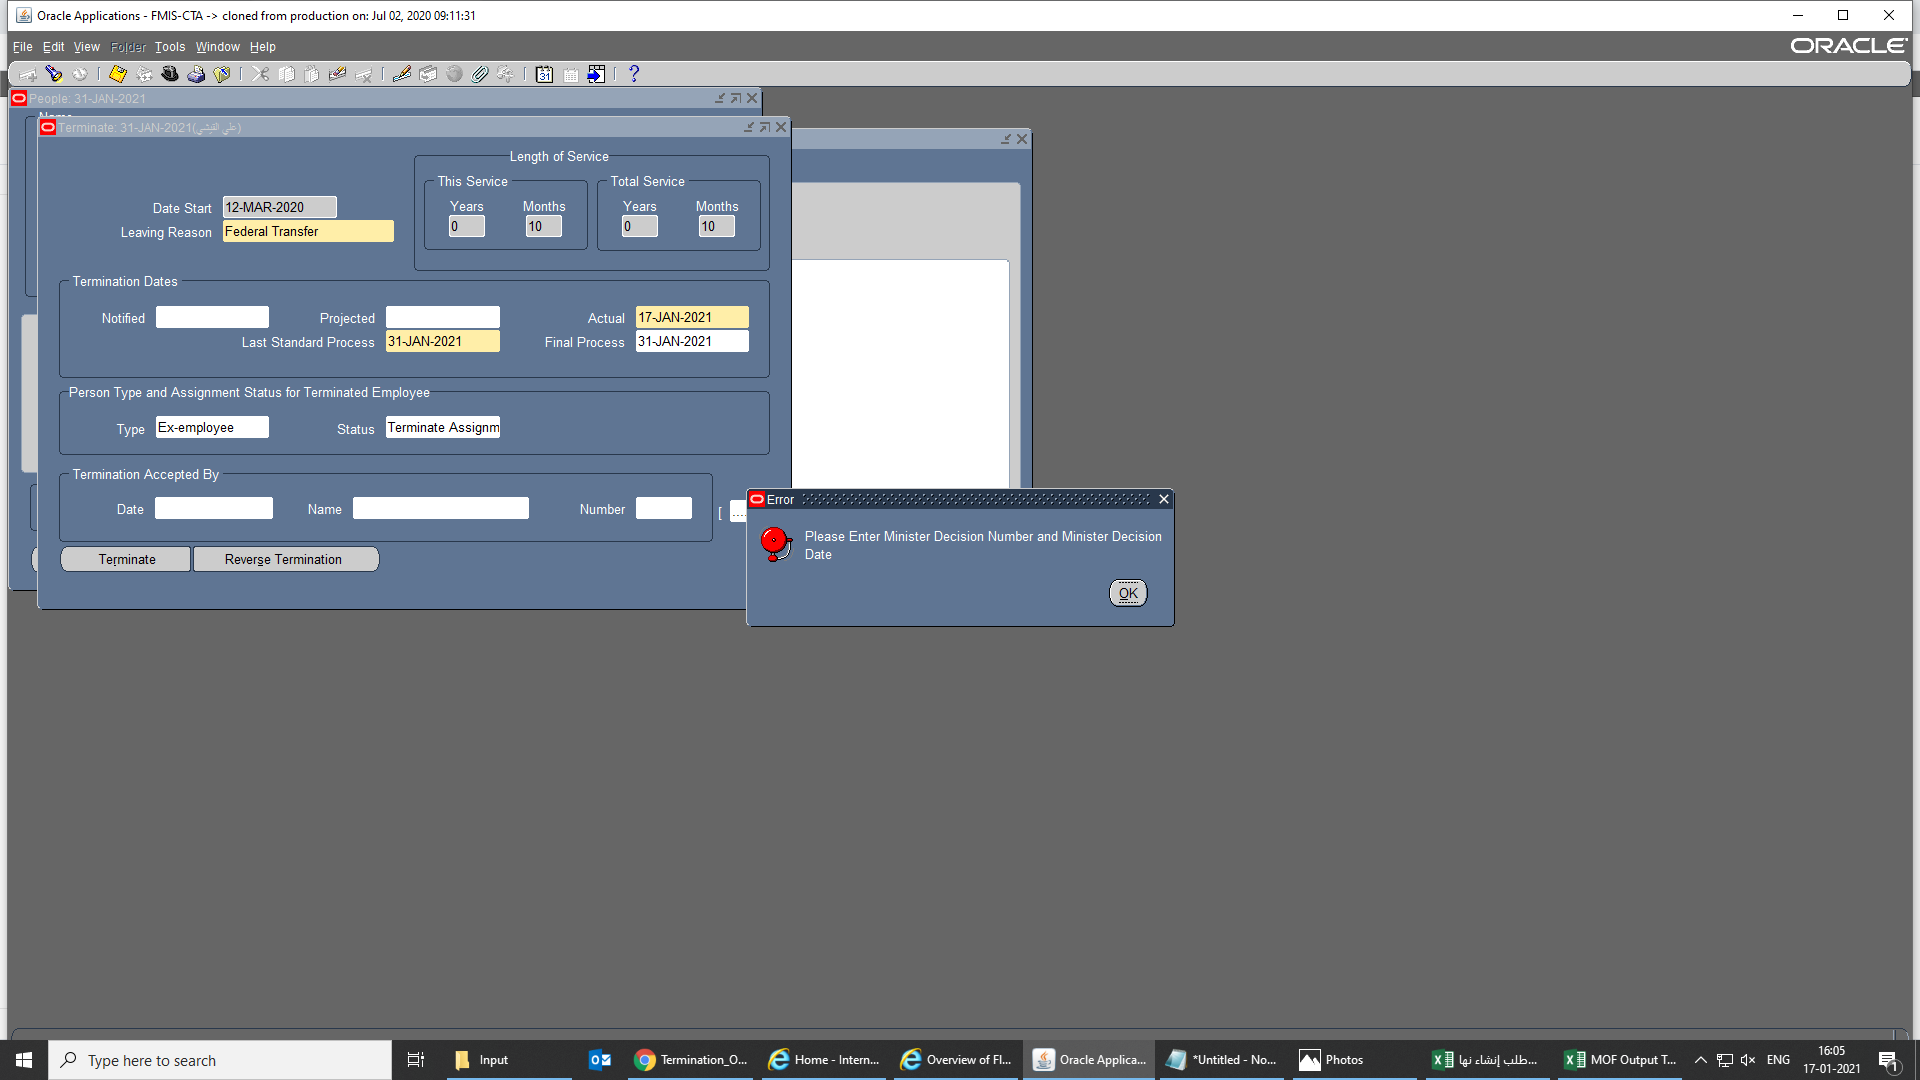 Oracle Applications - FMIS-CTA -> cloned from production on: Jul 02, 2020 09:11:31
File Edit View Folder Tools Window Help
ORACLE
People: 31-JAN-2021
Name
Terminate: 31-JAN-2021(علي القبشي)
Length of Service
This Service
Total Service
Years Months Years Months
0 10 0 10
Date Start 12-MAR-2020
Leaving Reason Federal Transfer
Termination Dates
Notified Projected Actual 17-JAN-2021
Last Standard Process 31-JAN-2021 Final Process 31-JAN-2021
Person Type and Assignment Status for Terminated Employee
Type Ex-employee Status Terminate Assignm
Termination Accepted By
Date Name Number [ ....
Terminate Reverse Termination
Error
Please Enter Minister Decision Number and Minister Decision
Date
OK
Type here to search
Input
Termination_O...
Home - Intern...
Overview of Fl...
Oracle Applica...
*Untitled - No...
Photos
طلب إنشاء نها...
MOF Output T...
ENG
16:05
17-01-2021
1